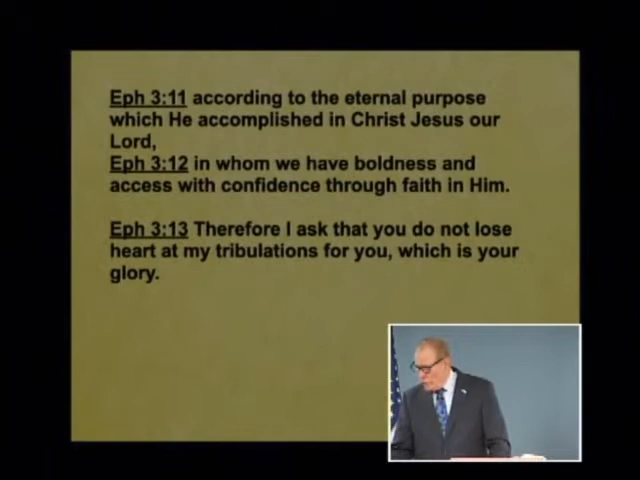 Eph 3:11 according to the eternal purpose
which He accomplished in Christ Jesus our
Lord,
Eph 3:12 in whom we have boldness and
access with confidence through faith in Him.
Eph 3:13 Therefore I ask that you do not lose
heart at my tribulations for you, which is your
glory.